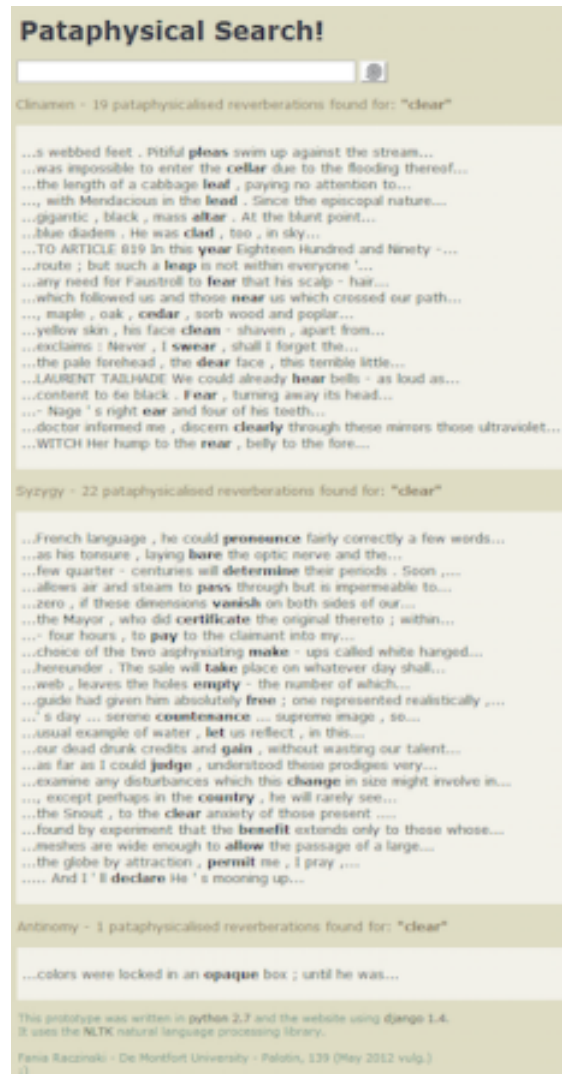 Pataphysical Search!
Clinamen - 19 pataphysicalised reverberations found for: "clear"
...s webbed feet . Pitiful pleas swim up against the stream...
...was impossible to enter the cellar due to the flooding thereof...
...the length of a cabbage leaf , paying no attention to...
..., with Mendacious in the lead . Since the episcopal nature...
...gigantic , black , mass altar . At the blunt point...
...blue diadem . He was clad , too , in sky...
...TO ARTICLE 819 In this year Eighteen Hundred and Ninety -...
...route ; but such a leap is not within everyone '...
...any need for Faustroll to fear that his scalp - hair...
...which followed us and those near us which crossed our path...
..., maple , oak , cedar , sorb wood and poplar...
...yellow skin , his face clean - shaven , apart from...
...exclaims : Never , I swear , shall I forget the...
...the pale forehead , the dear face , this terrible little...
...LAURENT TAILHADE We could already hear bells - as loud as...
...content to 6e black . Fear , turning away its head...
...- Nage ' s right ear and four of his teeth...
...doctor informed me , discern clearly through these mirrors those ultraviolet...
...WITCH Her hump to the rear , belly to the fore...
Syzygy - 22 pataphysicalised reverberations found for: "clear"
...French language , he could pronounce fairly correctly a few words...
...as his tonsure , laying bare the optic nerve and the...
...few quarter - centuries will determine their periods . Soon ,...
...allows air and steam to pass through but is impermeable to...
...zero , if these dimensions vanish on both sides of our...
...the Mayor , who did certificate the original thereto ; within...
...- four hours , to pay to the claimant into my...
...choice of the two asphyxiating make - ups called white hanged...
...hereunder . The sale will take place on whatever day shall...
...web , leaves the holes empty - the number of which...
...guide had given him absolutely free ; one represented realistically ,...
...' s day ... serene countenance .... supreme image , so...
...usual example of water , let us reflect , in this...
...our dead drunk credits and gain , without wasting our talent...
...as far as I could judge , understood these prodigies very...
...examine any disturbances which this change in size might involve in...
..., except perhaps in the country , he will rarely see...
...the Snout , to the clear anxiety of those present .....
...found by experiment that the benefit extends only to those whose...
...meshes are wide enough to allow the passage of a large...
...the globe by attraction , permit me , I pray ,...
..... And I ' ll declare He ' s mooning up...
Antinomy - 1 pataphysicalised reverberations found for: "clear"
...colors were locked in an opaque box ; until he was...
This prototype was written in python 2.7 and the website using django 1.4.
It uses the NLTK natural language processing library.
Fania Raczinski - De Montfort University - Palotin, 139 (May 2012 vulg.)
:)